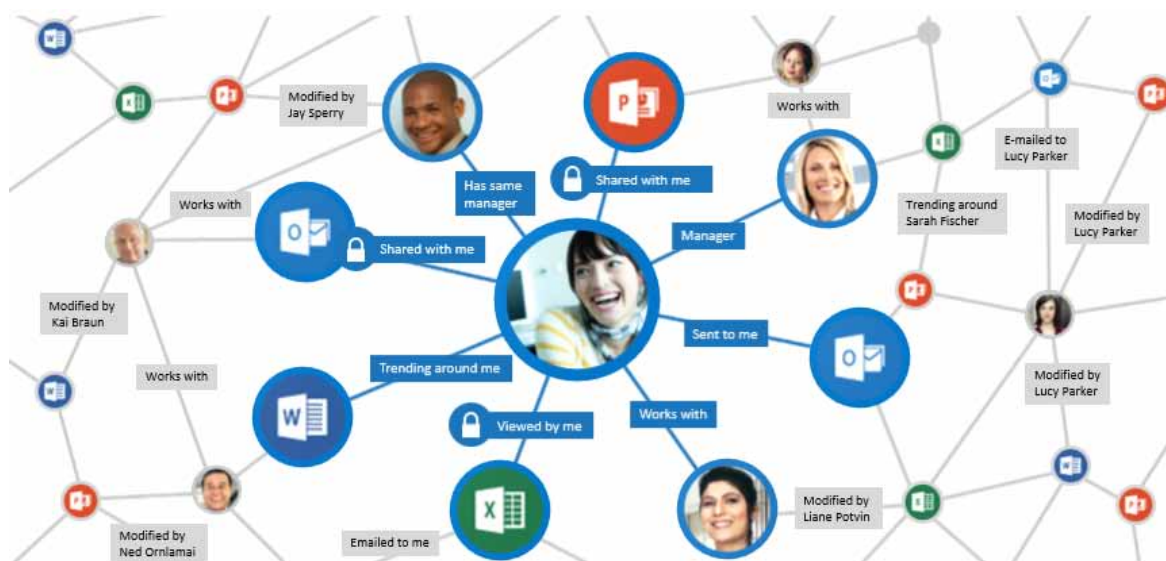 Modified by
Jay Sperry
Works with
E-mailed to
Lucy Parker
Has same
manager
Shared with me
Trending around
Sarah Fischer
Works with
Shared with me
Manager
Modified by
Lucy Parker
Modified by
Kai Braun
Sent to me
Works with
Trending around me
Modified by
Lucy Parker
Viewed by me
Works with
Modified by
Liane Potvin
Modified by
Ned Ornlamai
Emailed to me
W
X
P
P
O
X
P
O
P
W
O
W
X
X
W
P
P